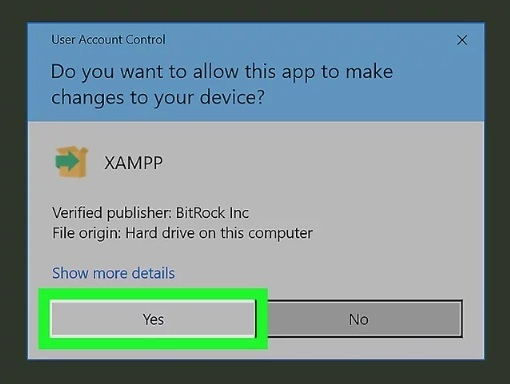 User Account Control
Do you want to allow this app to make
changes to your device?
XAMPP
Verified publisher: BitRock Inc
File origin: Hard drive on this computer
Show more details
Yes
No